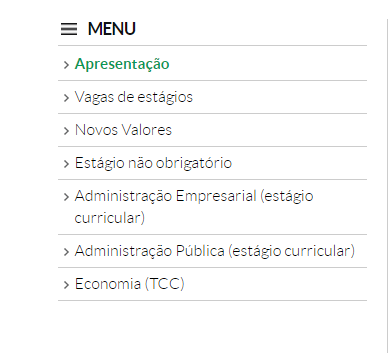 MENU
Apresentação
Vagas de estágios
Novos Valores
Estágio não obrigatório
Administração Empresarial (estágio
curricular)
Administração Pública (estágio curricular)
Economia (TCC)